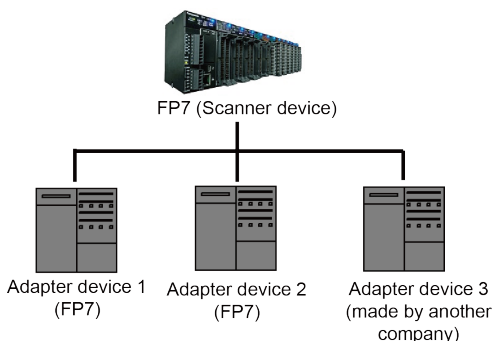 FP7 (Scanner device)
Adapter device 1
(FP7)
Adapter device 2
(FP7)
Adapter device 3
(made by another
company)